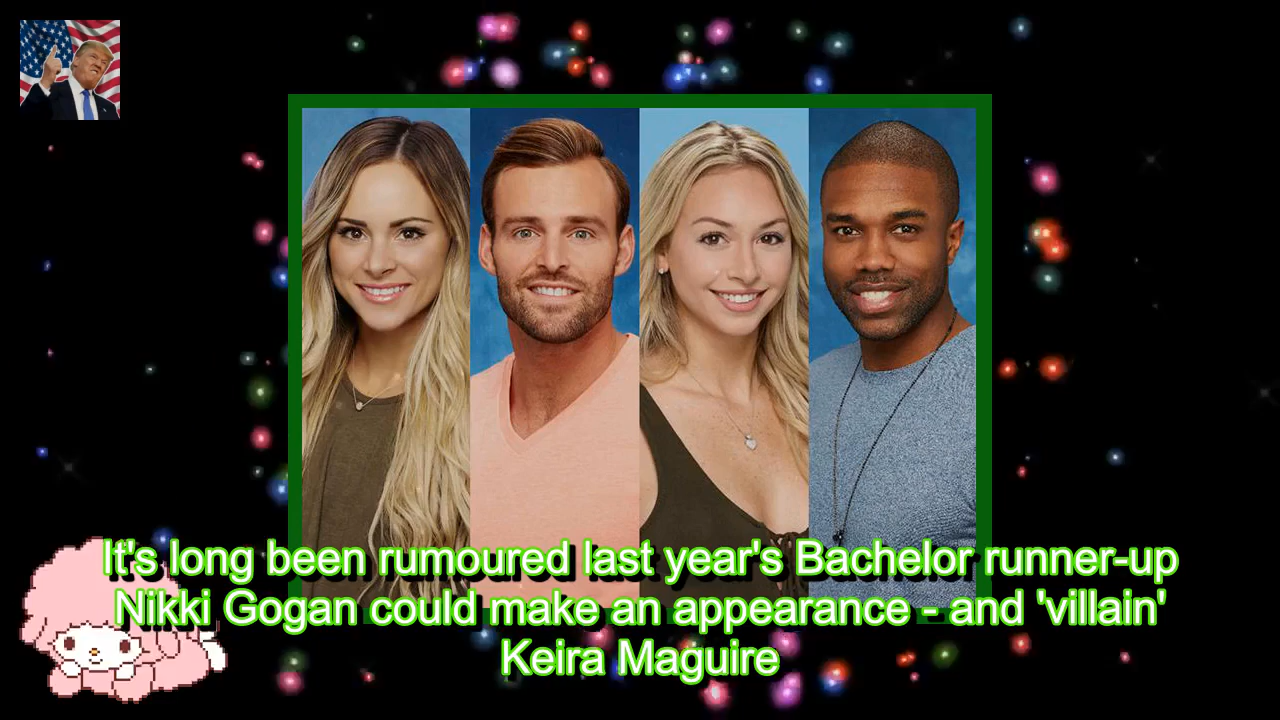 It's long been rumoured last year's Bachelor runner-up
Nikki Gogan could make an appearance - and 'villain'
Keira Maguire